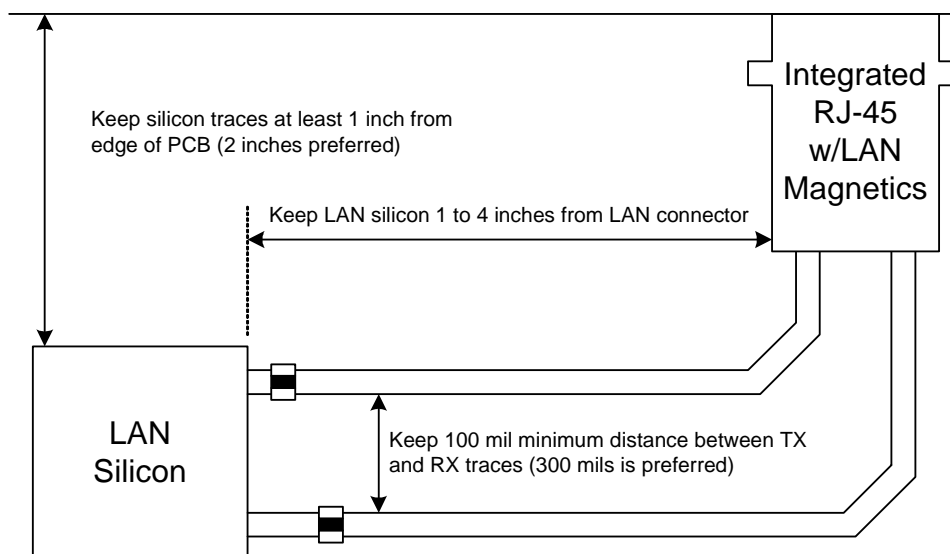 Integrated
RJ-45
w/LAN
Magnetics
Keep silicon traces at least 1 inch from
edge of PCB (2 inches preferred)
Keep LAN silicon 1 to 4 inches from LAN connector
LAN
Silicon
Keep 100 mil minimum distance between TX
and RX traces (300 mils is preferred)